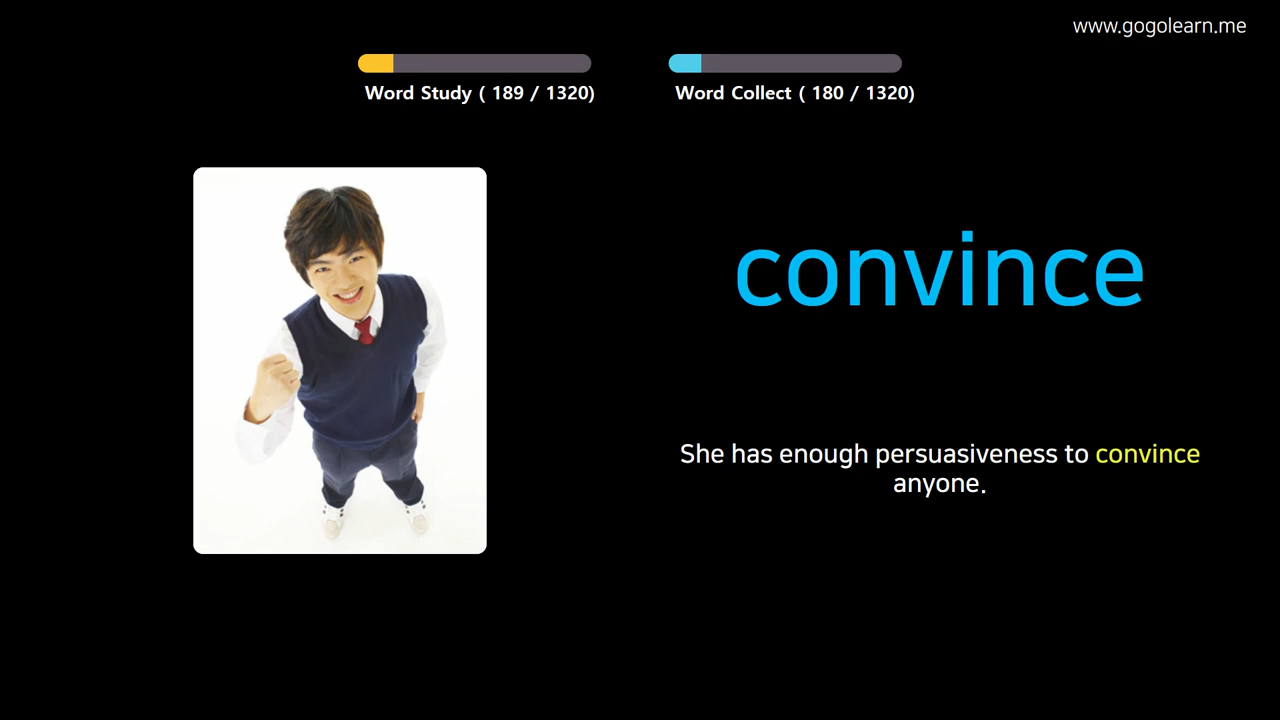 www.gogolearn.me
Word Study ( 189 / 1320)
Word Collect ( 180 / 1320)
convince
She has enough persuasiveness to convince
anyone.